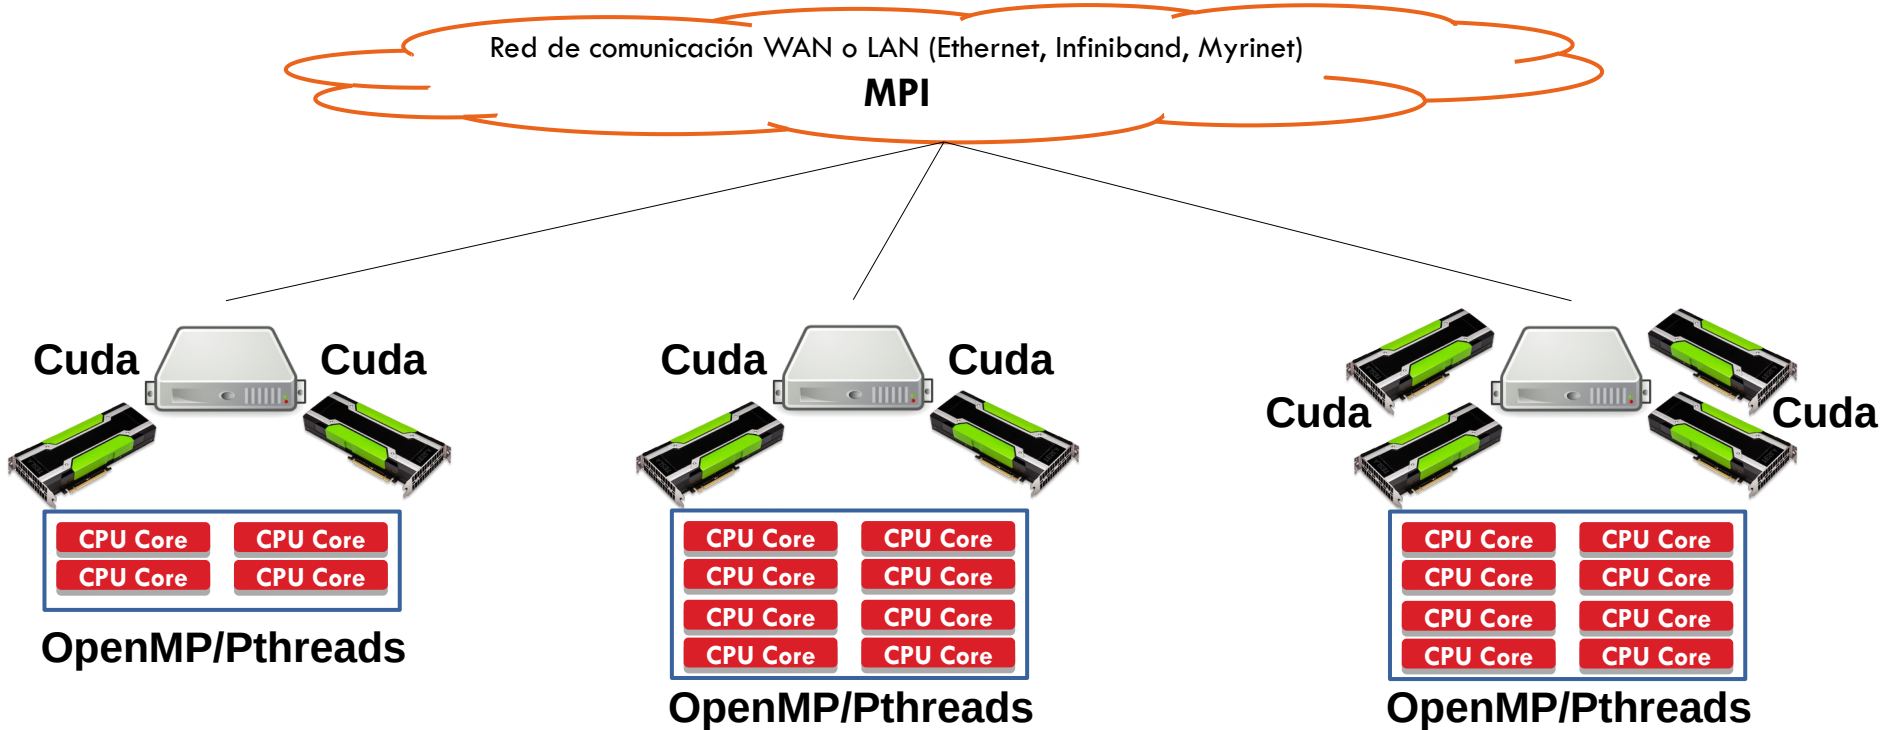 Red de comunicación WAN o LAN (Ethernet, Infiniband, Myrinet)
MPI
Cuda Cuda
CPU Core CPU Core
CPU Core CPU Core
OpenMP/Pthreads
Cuda Cuda
CPU Core CPU Core
CPU Core CPU Core
CPU Core CPU Core
CPU Core CPU Core
OpenMP/Pthreads
Cuda Cuda
CPU Core CPU Core
CPU Core CPU Core
CPU Core CPU Core
CPU Core CPU Core
OpenMP/Pthreads